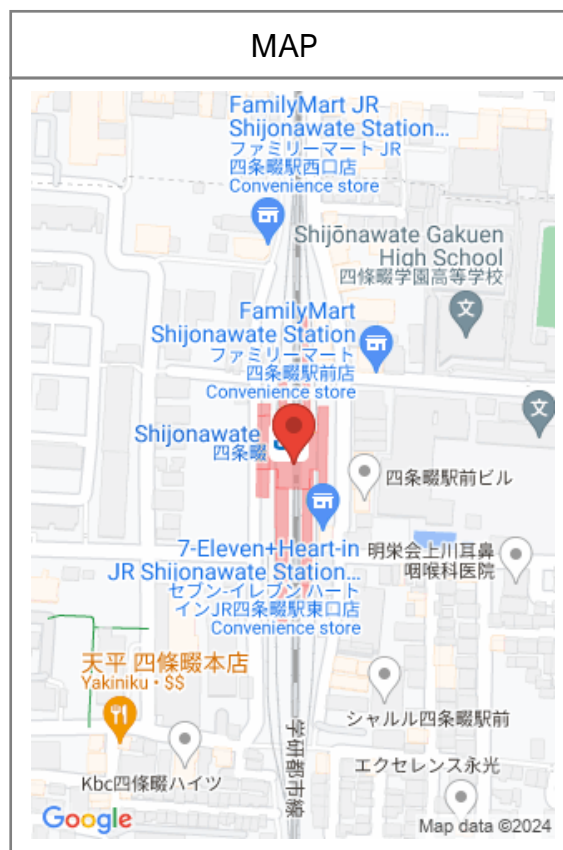 MAP
FamilyMart JR
Shijonawate Station...
ファミリーマート JR
四条畷駅西口店
Convenience store
Shijōnawate Gakuen
High School
四條畷学園高等学校
文
FamilyMart
Shijonawate Station
ファミリーマート
四条畷駅前店
Convenience store
文
Shijonawate
四条畷
四条畷駅前ビル
7-Eleven+Heart-in
JR Shijonawate Station...
セブン-イレブン ハート
インJR四条畷駅東口店
Convenience store
明栄会上川耳鼻
咽喉科医院
天平 四條畷本店
Yakiniku • $$
シャルル四条畷駅前
学研都市線
エクセレンス永光
Kbc四條畷ハイツ
Google
Map data ©2024